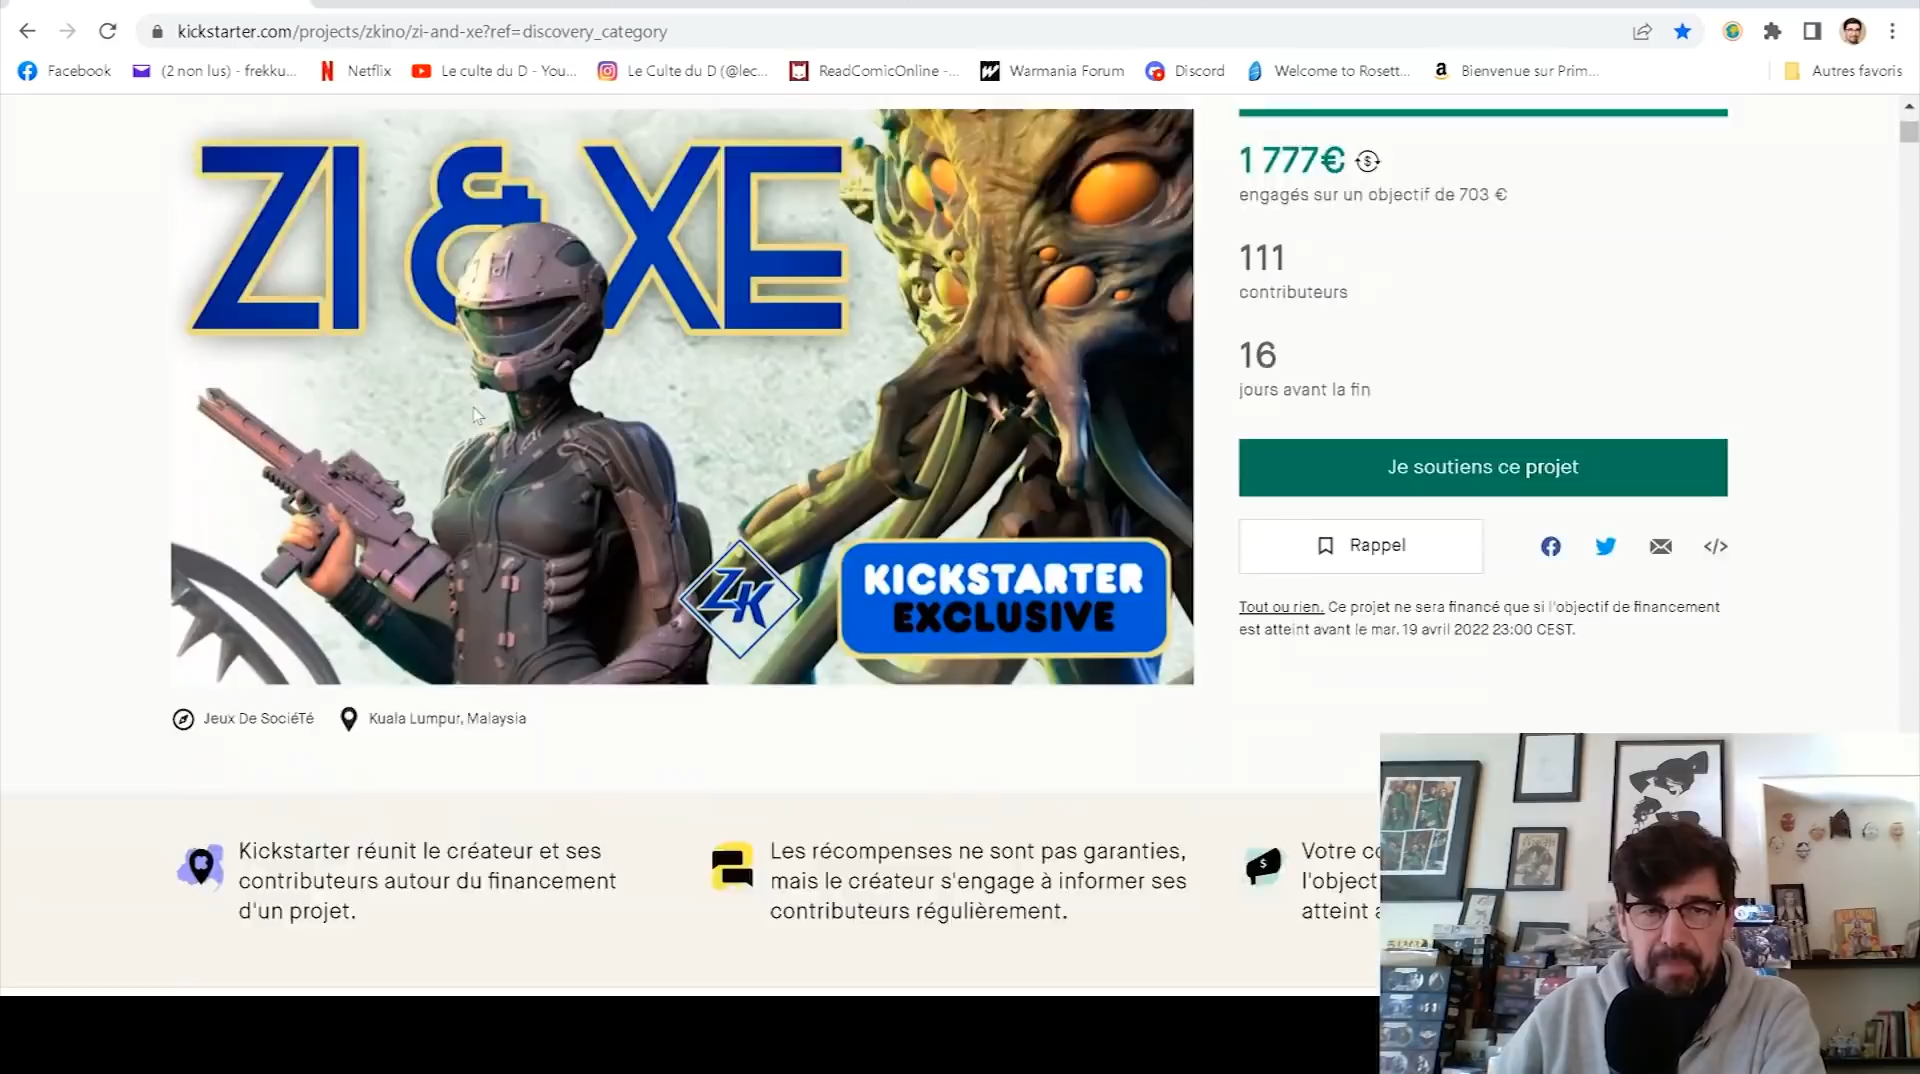 kickstarter.com/projects/zkino/zi-and-xe?ref=discovery_category
Facebook
(2 non lus) - frekku...
Netflix
Le culte du D - You...
Le Culte du D (@lec...
ReadComicOnline -...
Warmania Forum
Discord
Welcome to Rosett...
Bienvenue sur Prim...
Autres favoris
ZI & XE
ZK
KICKSTARTER
EXCLUSIVE
1 777€
engagés sur un objectif de 703 €
111
contributeurs
16
jours avant la fin
Je soutiens ce projet
Rappel
Tout ou rien. Ce projet ne sera financé que si l'objectif de financement
est atteint avant le mar. 19 avril 2022 23:00 CEST.
Jeux De SociéTé
Kuala Lumpur, Malaysia
Kickstarter réunit le créateur et ses
contributeurs autour du financement
d'un projet.
Les récompenses ne sont pas garanties,
mais le créateur s'engage à informer ses
contributeurs régulièrement.
Votre
l'object
atteint